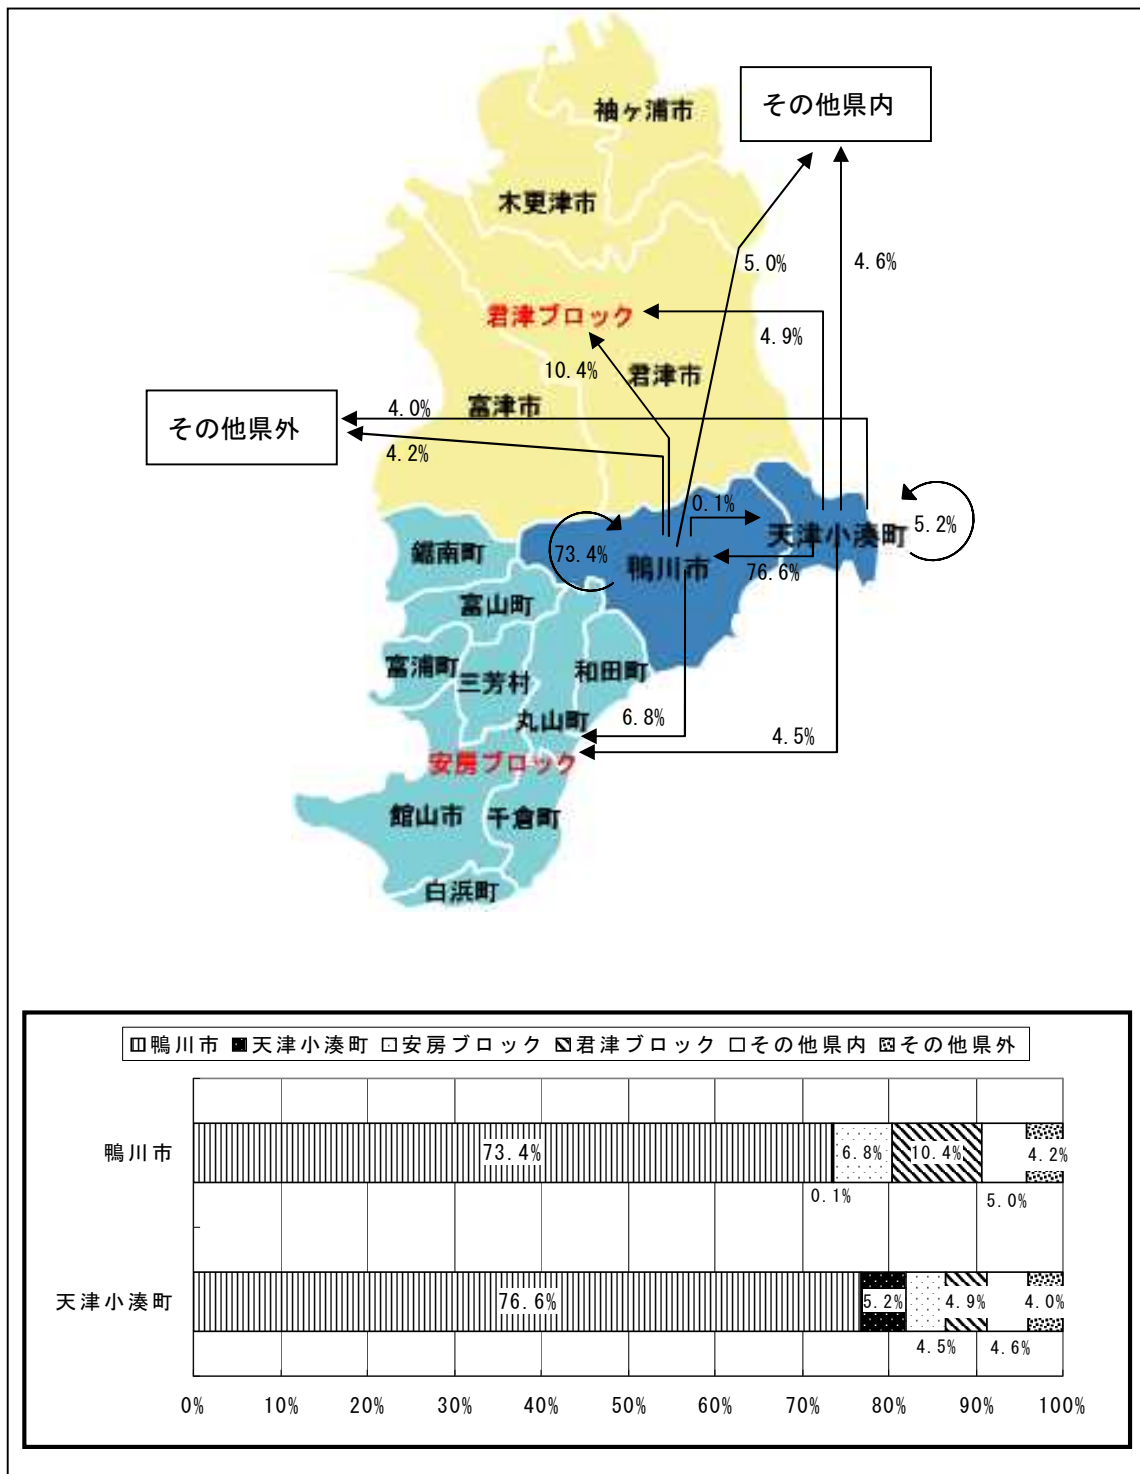 その他県内
袖ヶ浦市
木更津市
5.0%
4.6%
君津ブロック
4.9%
10.4%
君津市
その他県外
4.0%
富津市
4.2%
0.1%
天津小湊町
5.2%
鋸南町
73.4%
鴨川市
76.6%
富山町
富浦町
三芳村
和田町
丸山町
6.8%
4.5%
安房ブロック
館山市
千倉町
白浜町
鴨川市 天津小湊町 安房ブロック 君津ブロック その他県内 その他県外
鴨川市
73.4%
6.8%
10.4%
4.2%
0.1%
5.0%
天津小湊町
76.6%
5.2%
4.9%
4.0%
4.5%
4.6%
0% 10% 20% 30% 40% 50% 60% 70% 80% 90% 100%